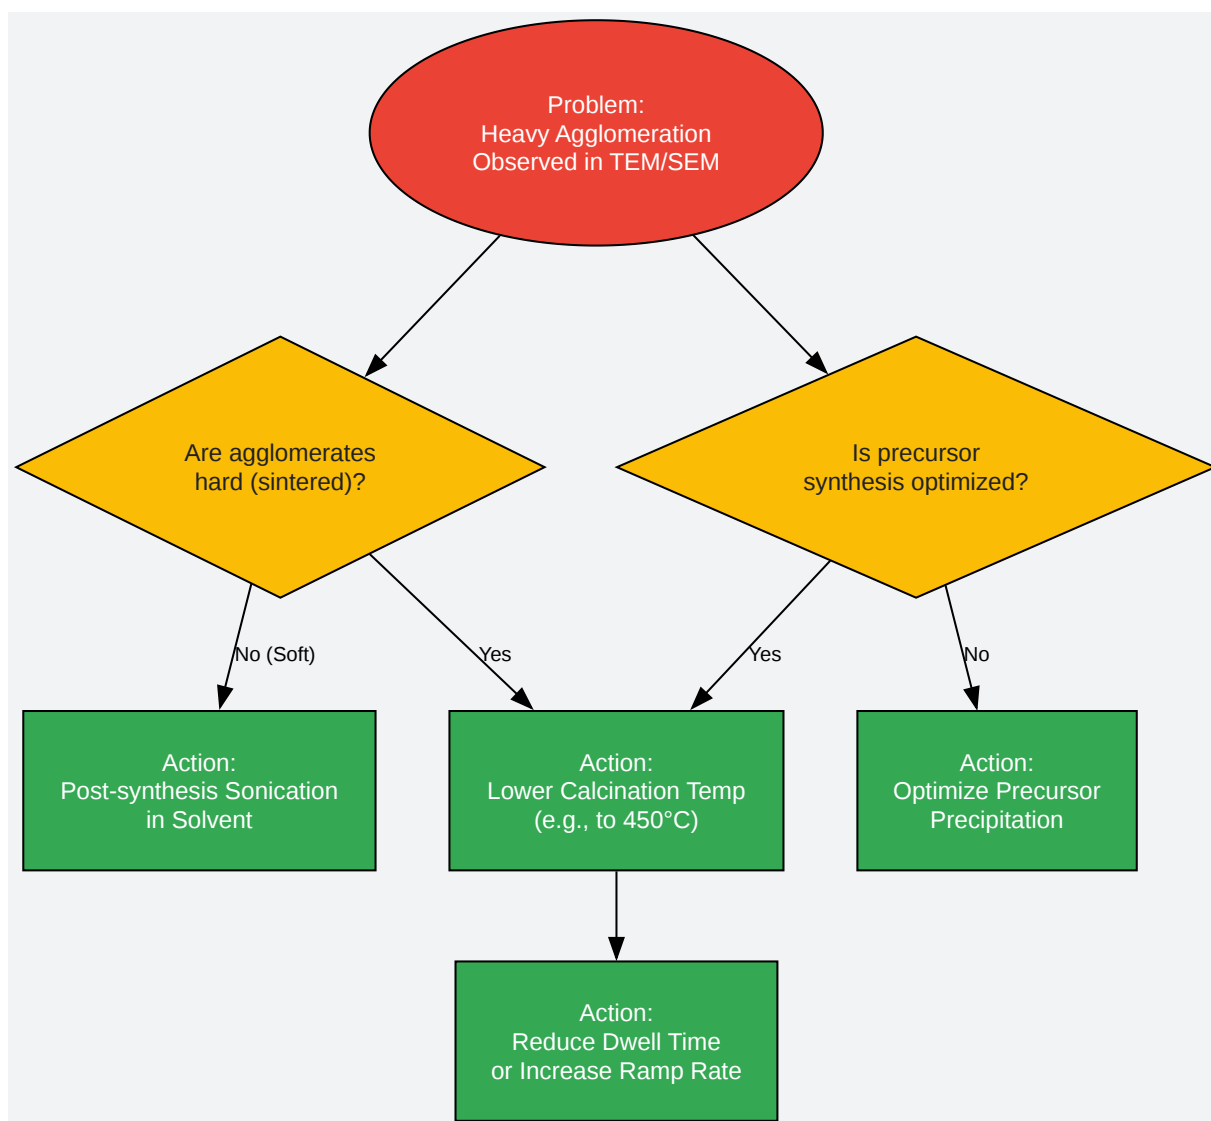 Problem:
Heavy Agglomeration
Observed in TEM/SEM
Are agglomerates
hard (sintered)?
Is precursor
synthesis optimized?
No (Soft)
Yes
Yes
No
Action:
Post-synthesis Sonication
in Solvent
Action:
Lower Calcination Temp
(e.g., to 450°C)
Action:
Optimize Precursor
Precipitation
Action:
Reduce Dwell Time
or Increase Ramp Rate